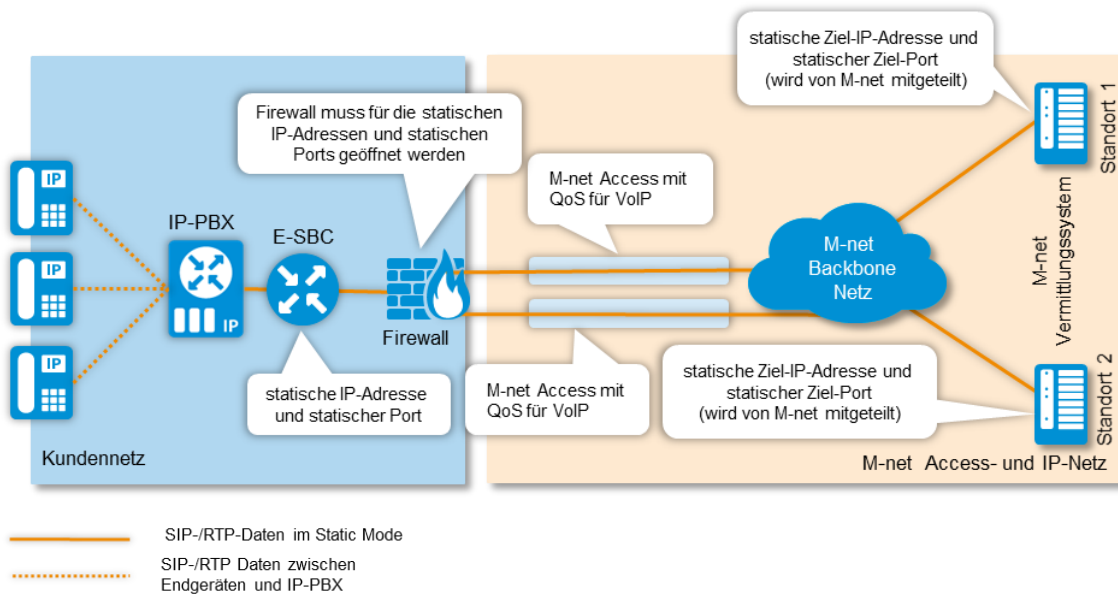 statische Ziel-IP-Adresse und
statischer Ziel-Port
(wird von M-net mitgeteilt)
Standort 1
Firewall muss für die statischen
IP-Adressen und statischen
Ports geöffnet werden
M-net Access mit
QoS für VoIP
IP
IP
IP
IP-PBX
IP
E-SBC
Firewall
M-net
Backbone
Netz
M-net
Vermittlungssystem
statische IP-Adresse
und statischer Port
M-net Access mit
QoS für VoIP
statische Ziel-IP-Adresse und
statischer Ziel-Port
(wird von M-net mitgeteilt)
Standort 2
Kundennetz
M-net Access- und IP-Netz
SIP-/RTP-Daten im Static Mode
SIP-/RTP Daten zwischen
Endgeräten und IP-PBX